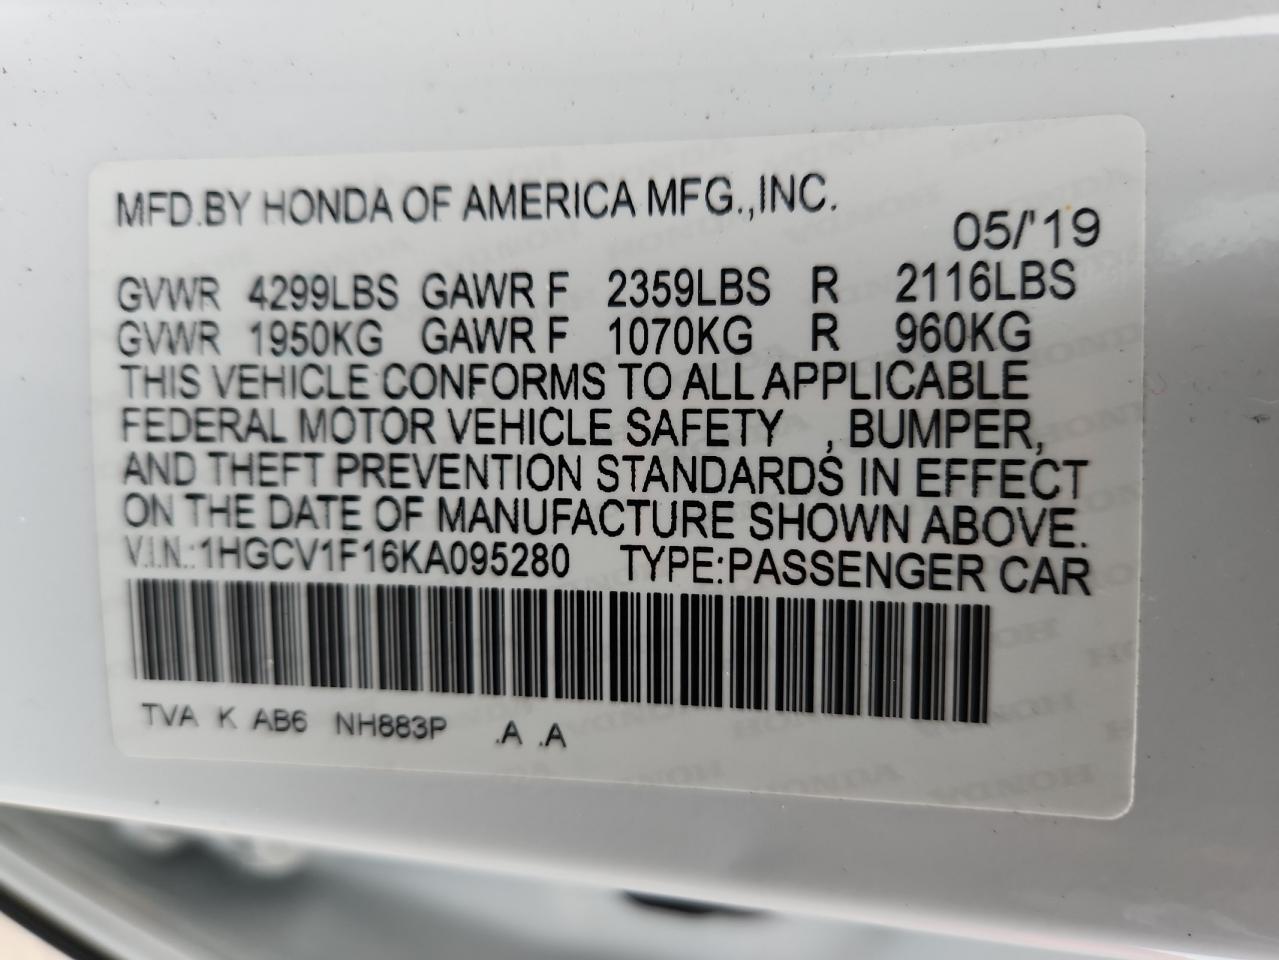 MFD.BY HONDA OF AMERICA MFG.,INC.
05/'19
GVWR 4299LBS GAWR F 2359LBS R 2116LBS
GVWR 1950KG GAWR F 1070KG R 960KG
THIS VEHICLE CONFORMS TO ALL APPLICABLE
FEDERAL MOTOR VEHICLE SAFETY , BUMPER,
AND THEFT PREVENTION STANDARDS IN EFFECT
ON THE DATE OF MANUFACTURE SHOWN ABOVE.
V.I.N.:1HGCV1F16KA095280 TYPE:PASSENGER CAR
TVA K AB6 NH883P .A .A